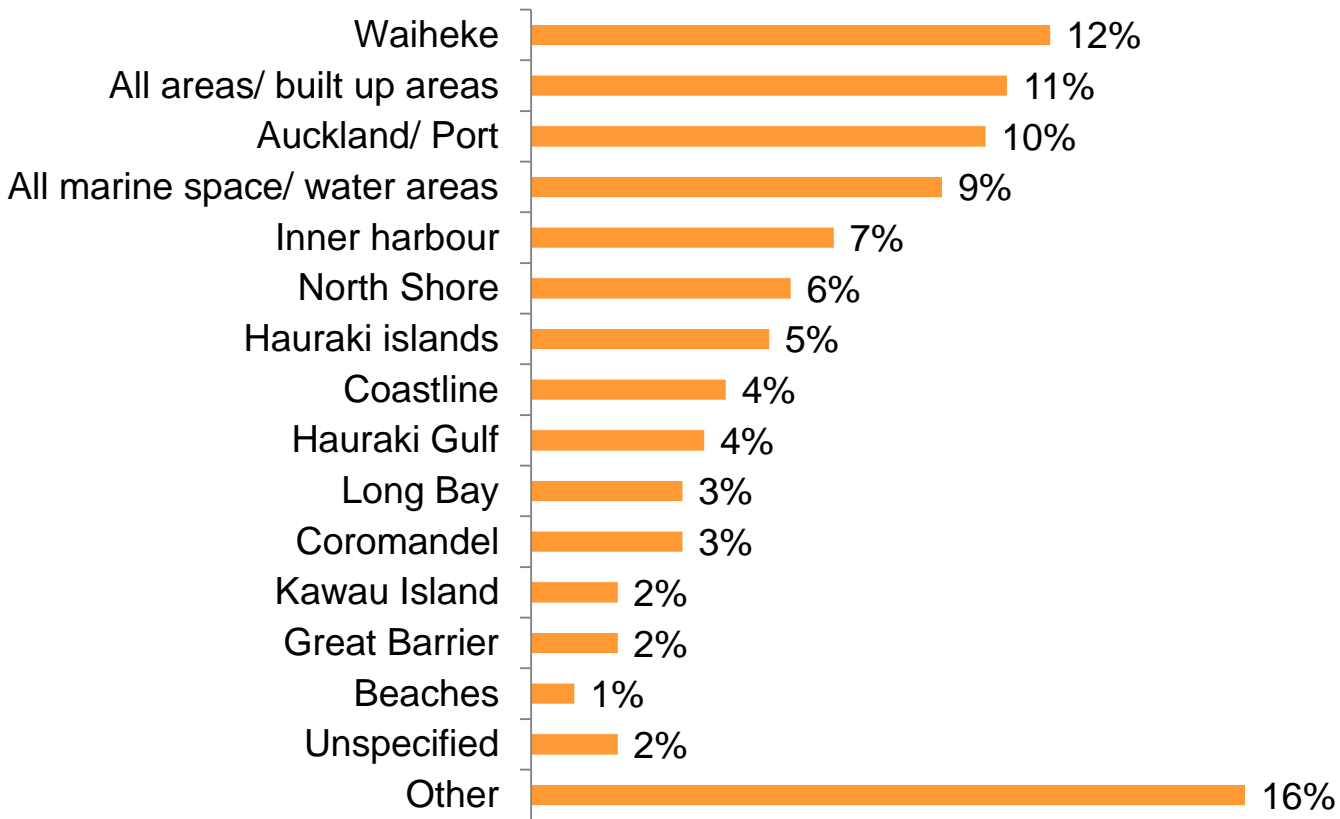 Waiheke 12%
All areas/ built up areas 11%
Auckland/ Port 10%
All marine space/ water areas 9%
Inner harbour 7%
North Shore 6%
Hauraki islands 5%
Coastline 4%
Hauraki Gulf 4%
Long Bay 3%
Coromandel 3%
Kawau Island 2%
Great Barrier 2%
Beaches 1%
Unspecified 2%
Other 16%